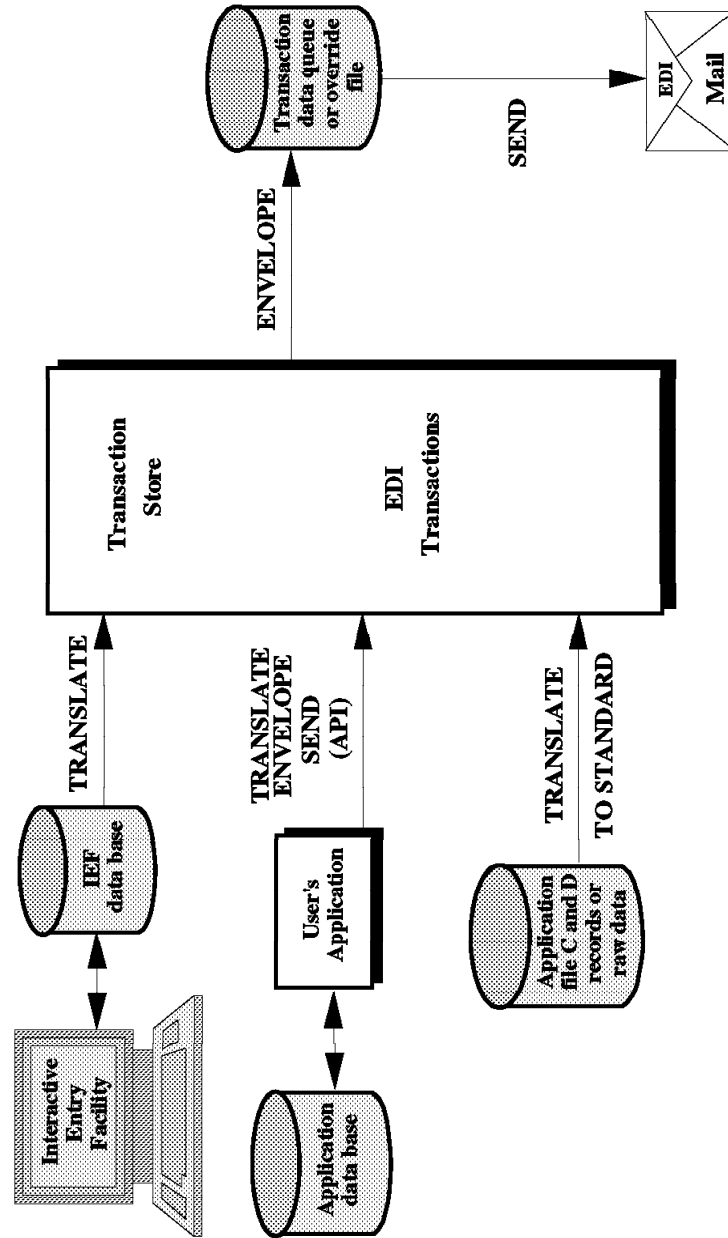 Interactive
Entry
Facility
IEF
data base
TRANSLATE
Transaction
Store
Application
data base
User's
Application
TRANSLATE
ENVELOPE
SEND
(API)
EDI
Transactions
Application
file C and D
records or
raw data
TRANSLATE
TO STANDARD
ENVELOPE
Transaction
data queue
or override
file
SEND
EDI
Mail